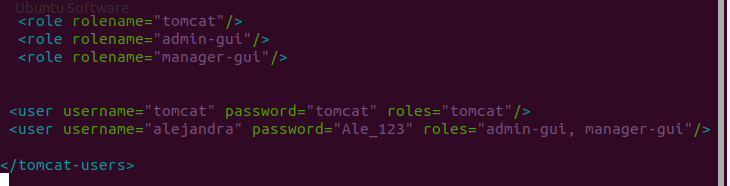 Ubuntu Software
<role rolename="tomcat"/>
<role rolename="admin-gui"/>
<role rolename="manager-gui"/>
<user username="tomcat" password="tomcat" roles="tomcat"/>
<user username="alejandra" password="Ale_123" roles="admin-gui, manager-gui"/>
</tomcat-users>